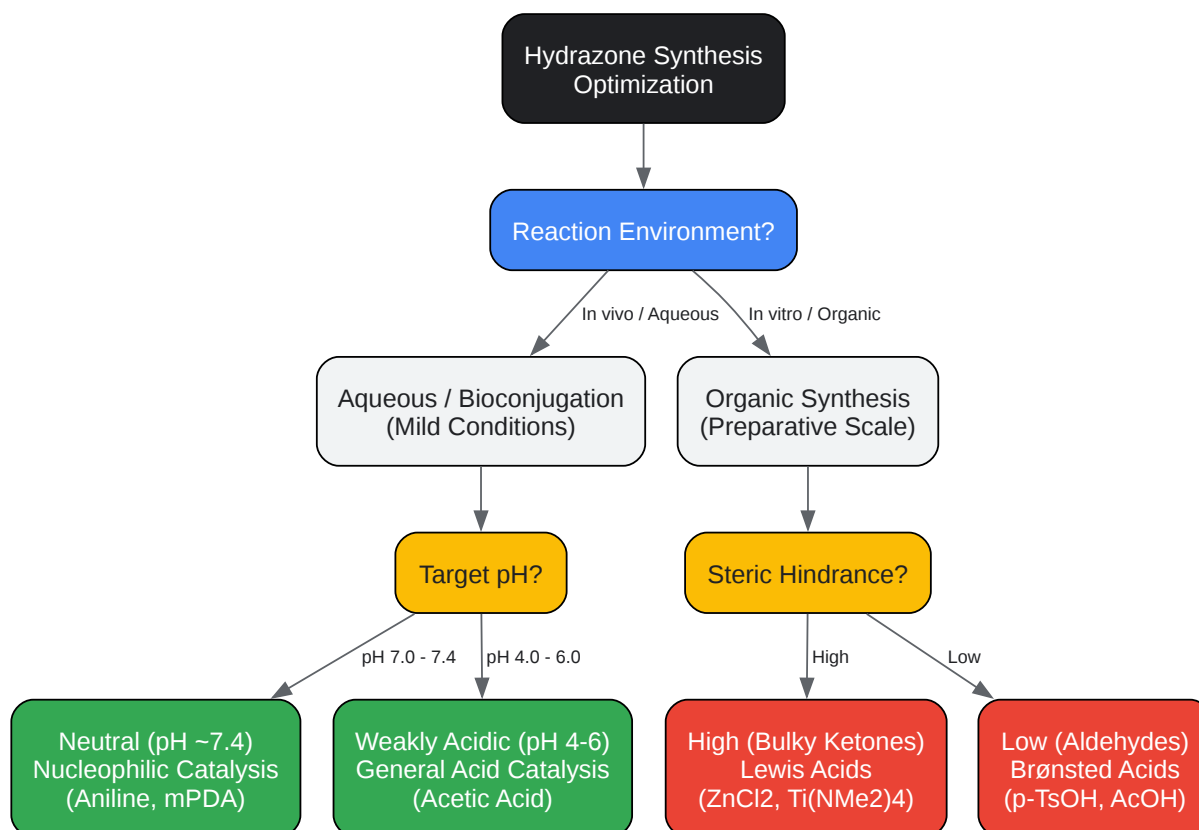 Hydrazone Synthesis
Optimization
Reaction Environment?
In vivo / Aqueous
In vitro / Organic
Aqueous / Bioconjugation
(Mild Conditions)
Organic Synthesis
(Preparative Scale)
Target pH?
Steric Hindrance?
pH 7.0 - 7.4
pH 4.0 - 6.0
High
Low
Neutral (pH ~7.4)
Nucleophilic Catalysis
(Aniline, mPDA)
Weakly Acidic (pH 4-6)
General Acid Catalysis
(Acetic Acid)
High (Bulky Ketones)
Lewis Acids
(ZnCl2, Ti(NMe2)4)
Low (Aldehydes)
Brønsted Acids
(p-TsOH, AcOH)